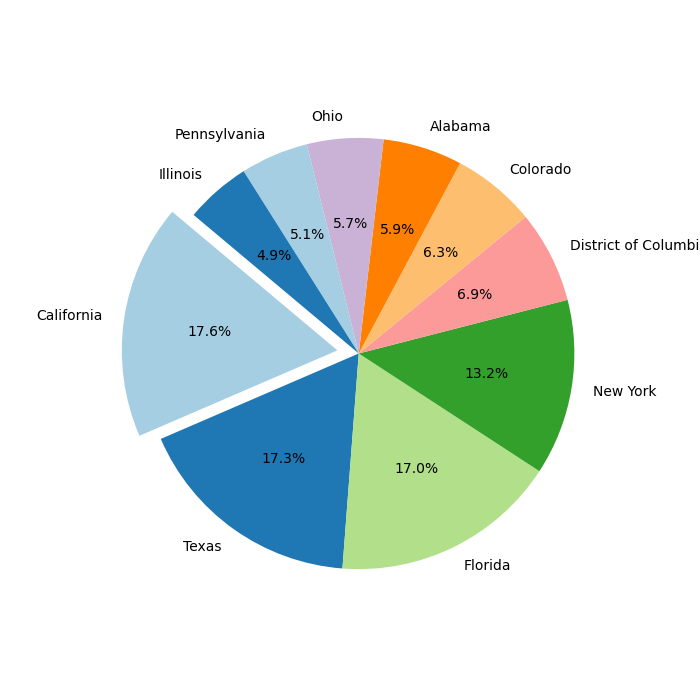 Ohio
Alabama
Pennsylvania
Colorado
Illinois
5.7%
5.9%
5.1%
6.3%
4.9%
District of Columbi
6.9%
California
17.6%
13.2%
New York
17.3%
17.0%
Texas
Florida